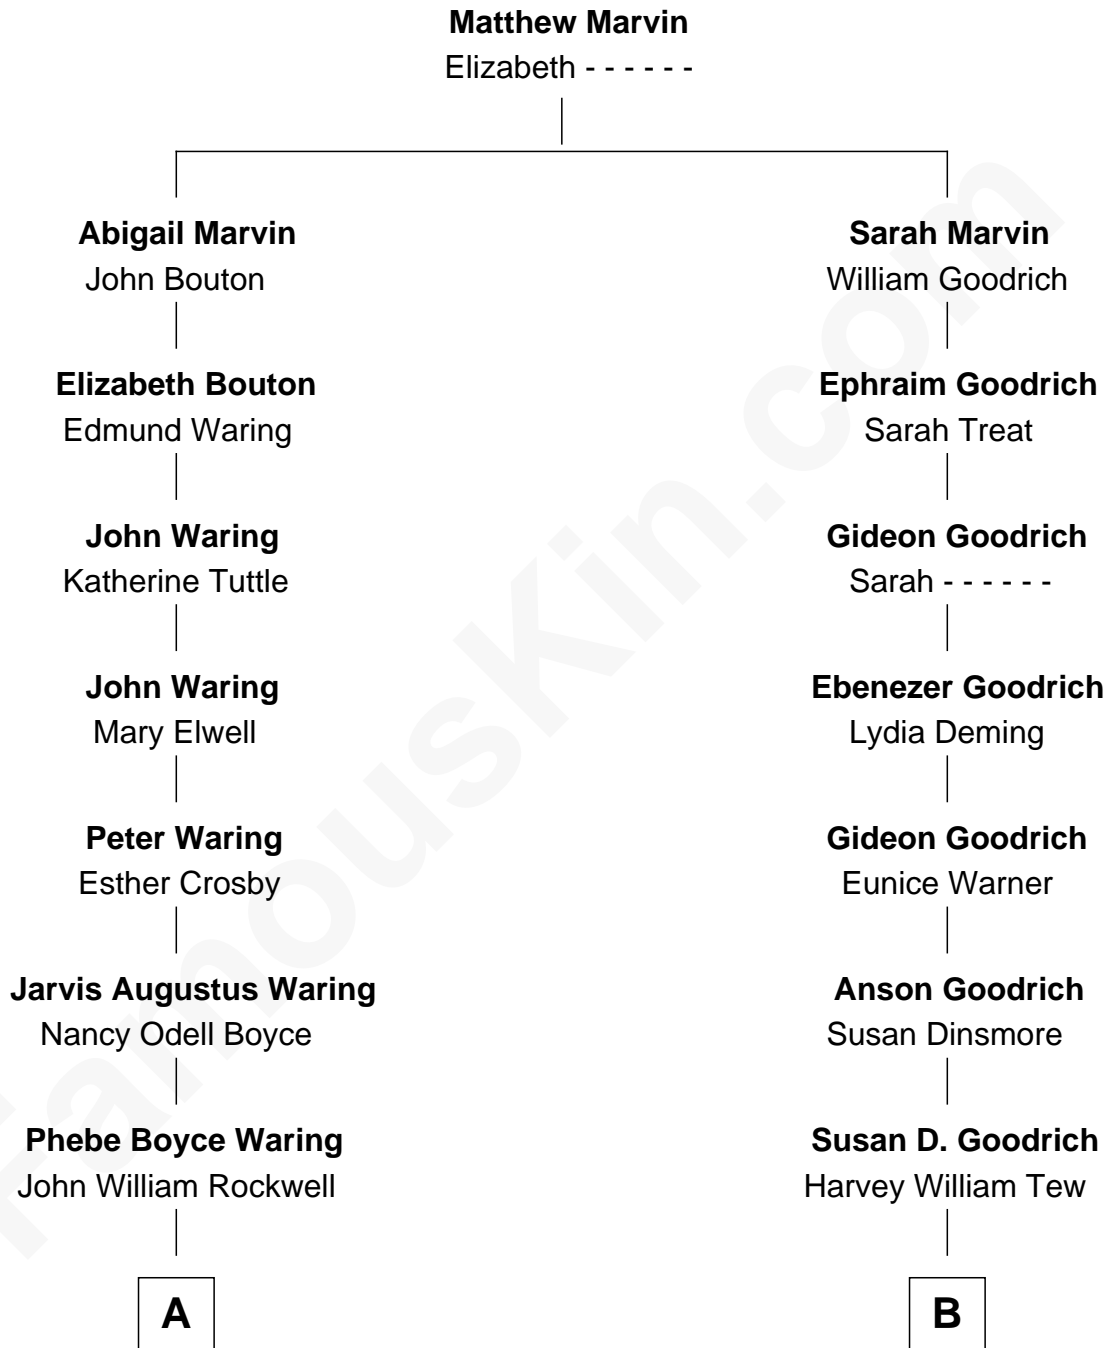 Matthew Marvin
Elizabeth - - - - - -
Abigail Marvin
John Bouton
Elizabeth Bouton
Edmund Waring
John Waring
Katherine Tuttle
John Waring
Mary Elwell
Peter Waring
Esther Crosby
Jarvis Augustus Waring
Nancy Odell Boyce
Phebe Boyce Waring
John William Rockwell
A
Sarah Marvin
William Goodrich
Ephraim Goodrich
Sarah Treat
Gideon Goodrich
Sarah - - - - - -
Ebenezer Goodrich
Lydia Deming
Gideon Goodrich
Eunice Warner
Anson Goodrich
Susan Dinsmore
Susan D. Goodrich
Harvey William Tew
B
FamousKin.com